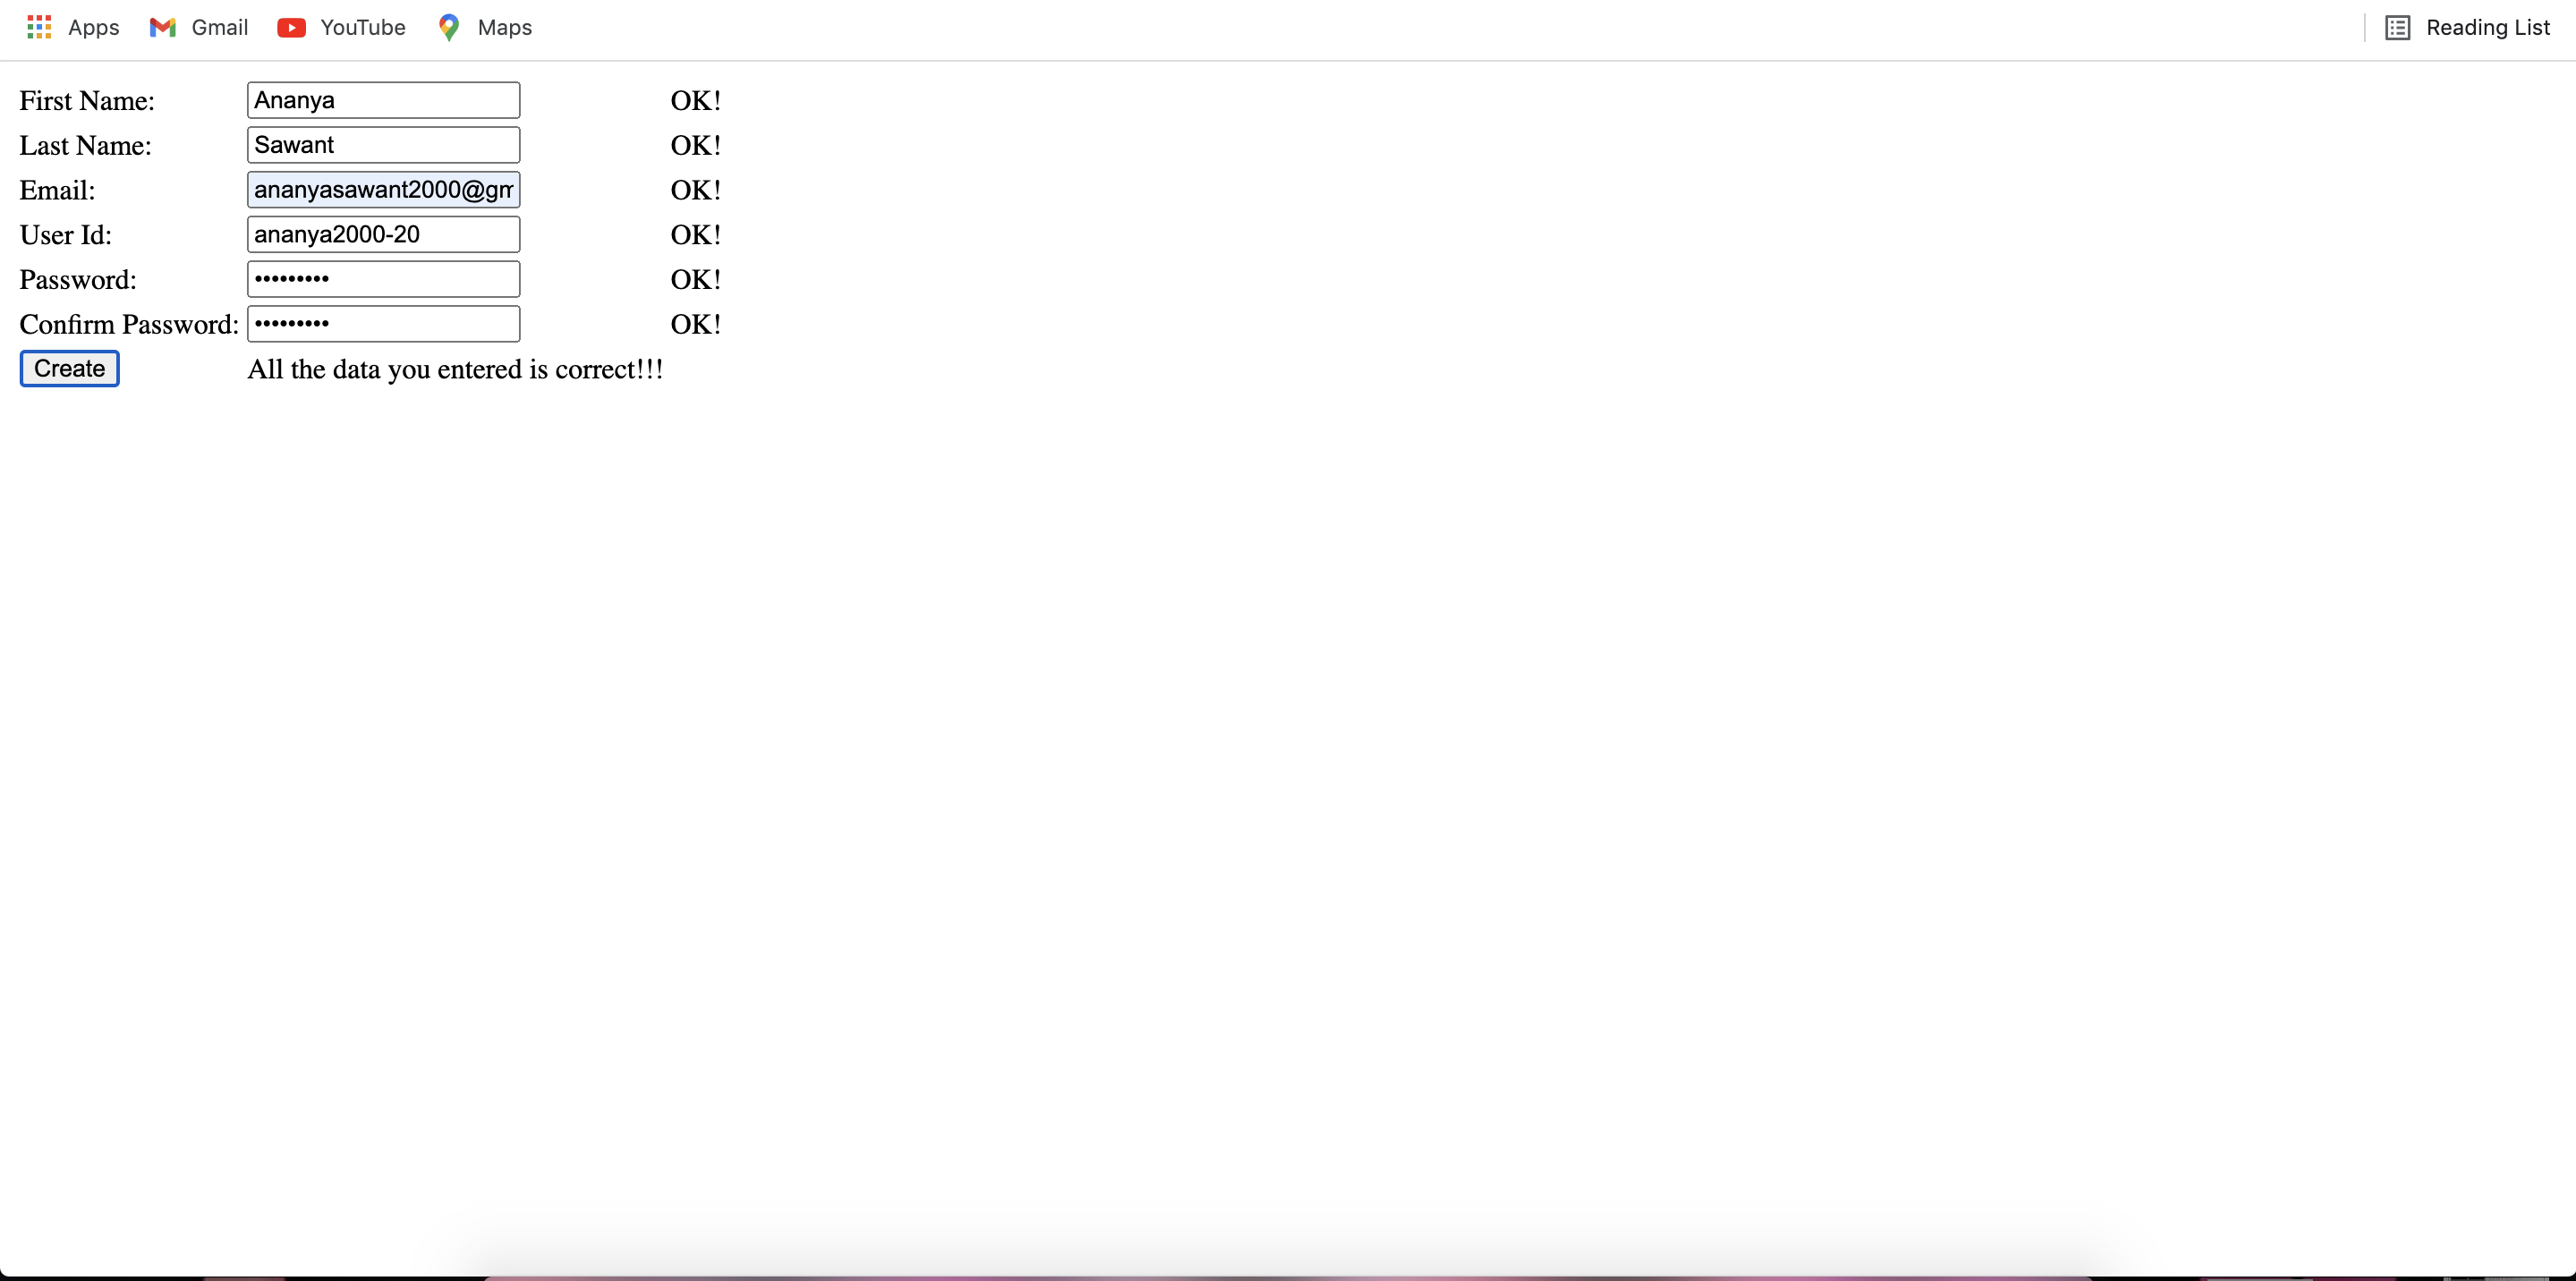 Apps Gmail YouTube Maps Reading List
First Name: Ananya OK!
Last Name: Sawant OK!
Email: ananyasawant2000@gm OK!
User Id: ananya2000-20 OK!
Password: ••••••••• OK!
Confirm Password: ••••••••• OK!
Create All the data you entered is correct!!!